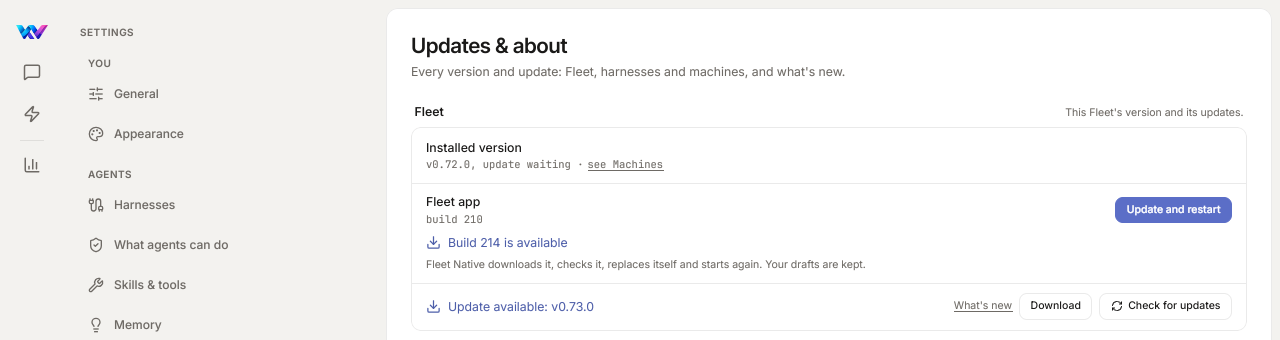 SETTINGS
YOU
General
Appearance
AGENTS
Harnesses
What agents can do
Skills & tools
Memory
Updates & about
Every version and update: Fleet, harnesses and machines, and what's new.
Fleet
This Fleet's version and its updates.
Installed version
v0.72.0, update waiting · see Machines
Fleet app
build 210
Update and restart
Build 214 is available
Fleet Native downloads it, checks it, replaces itself and starts again. Your drafts are kept.
Update available: v0.73.0
What's new
Download
Check for updates